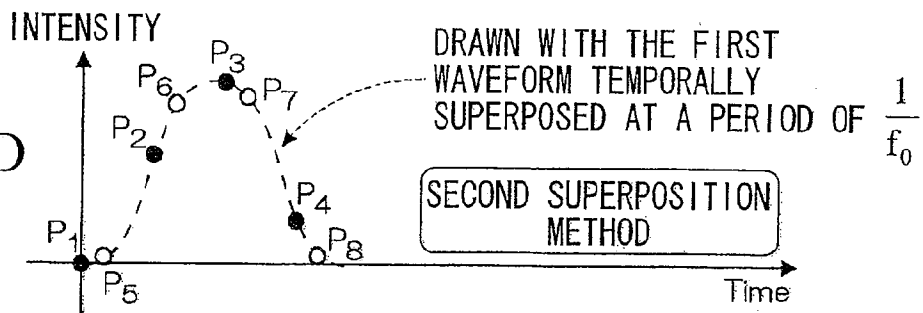 INTENSITY
DRAWN WITH THE FIRST
WAVEFORM TEMPORALLY
SUPERPOSED AT A PERIOD OF 1/f₀
P₃
P₆
P₇
P₂
SECOND SUPERPOSITION
METHOD
P₄
P₁
P₈
P₅
Time